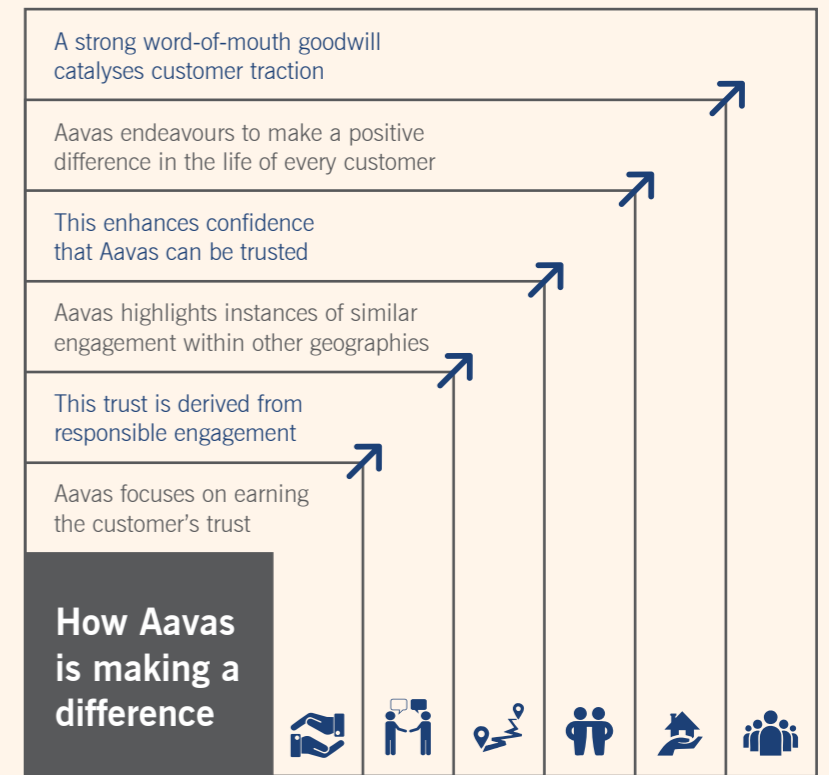 A strong word-of-mouth goodwill
catalyses customer traction
Aavas endeavours to make a positive
difference in the life of every customer
This enhances confidence
that Aavas can be trusted
Aavas highlights instances of similar
engagement within other geographies
This trust is derived from
responsible engagement
Aavas focuses on earning
the customer’s trust
How Aavas
is making a
difference